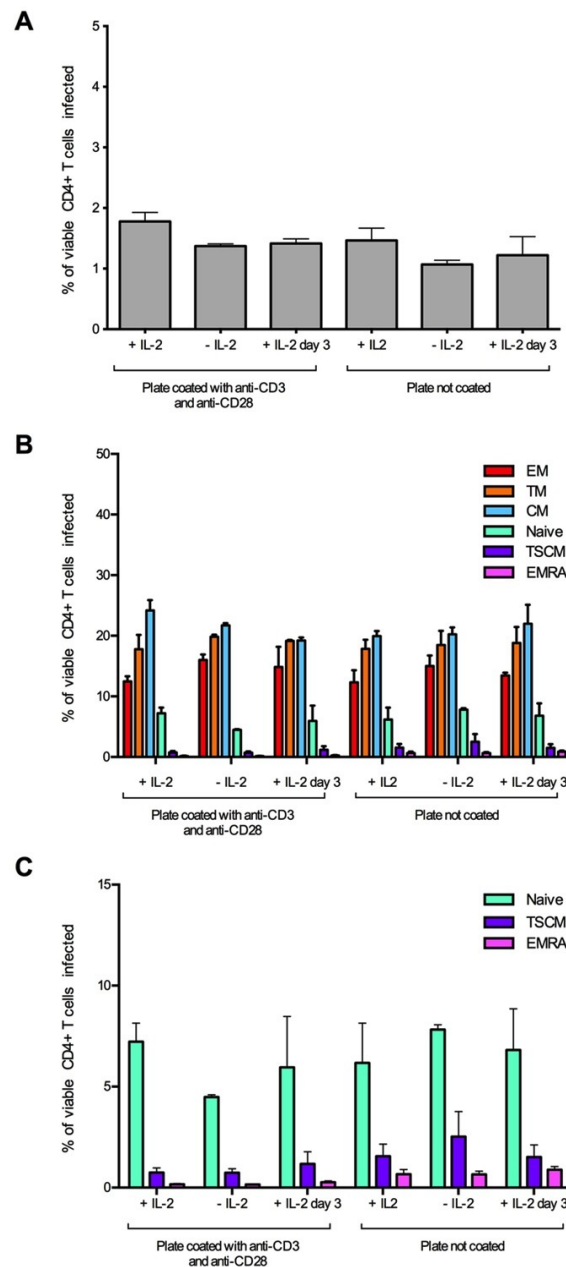 A
% of viable CD4+ T cells infected
5
4
3
2
1
0
+ IL-2 - IL-2 + IL-2 day 3 + IL2 - IL-2 + IL-2 day 3
Plate coated with anti-CD3
and anti-CD28
Plate not coated
B
% of viable CD4+ T cells infected
50
40
30
20
10
0
EM
TM
CM
Naive
TSCM
EMRA
+ IL-2 - IL-2 + IL-2 day 3 + IL2 - IL-2 + IL-2 day 3
Plate coated with anti-CD3
and anti-CD28
Plate not coated
C
% of viable CD4+ T cells infected
15
10
5
0
Naive
TSCM
EMRA
+ IL-2 - IL-2 + IL-2 day 3 + IL2 - IL-2 + IL-2 day 3
Plate coated with anti-CD3
and anti-CD28
Plate not coated